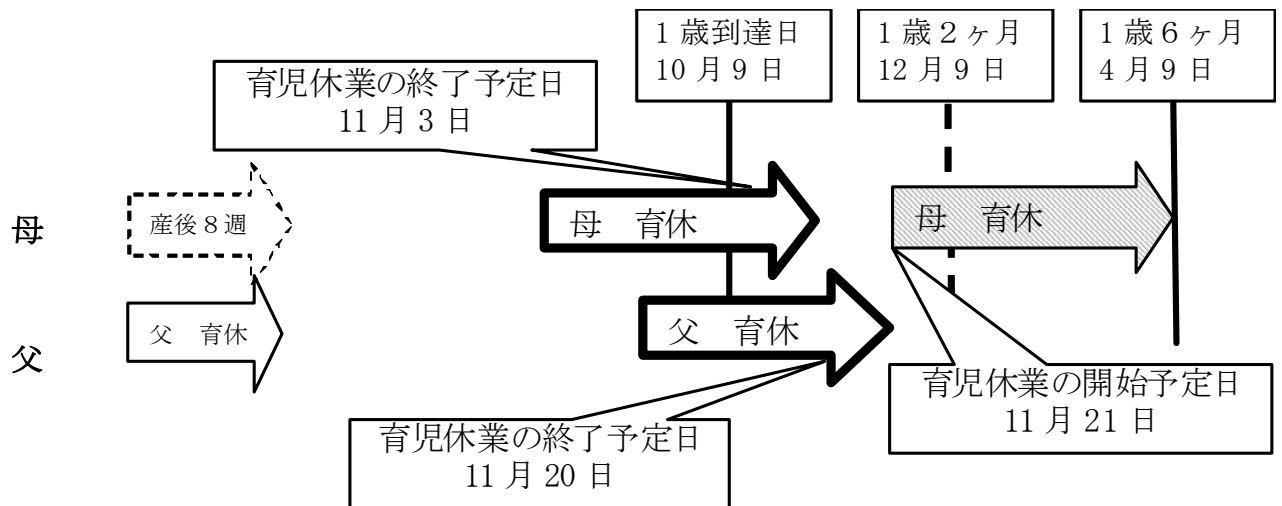 1歳到達日
10月9日
1歳2ヶ月
12月9日
1歳6ヶ月
4月9日
育児休業の終了予定日
11月3日
母
産後8週
母 育休
母 育休
父
父 育休
父 育休
育児休業の開始予定日
11月21日
育児休業の終了予定日
11月20日